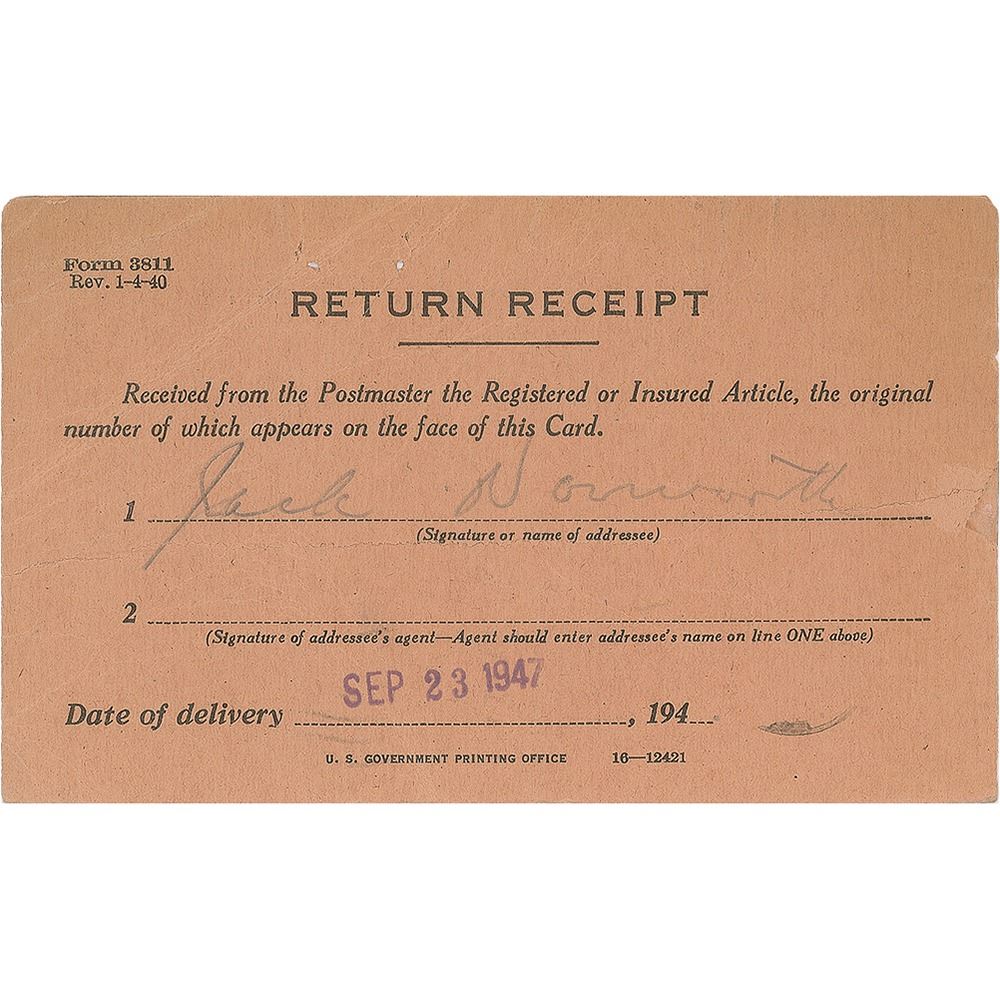 Form 3811
Rev. 1-4-40
RETURN RECEIPT
Received from the Postmaster the Registered or Insured Article, the original
number of which appears on the face of this Card.
1 Jack Norworth
(Signature or name of addressee)
2
(Signature of addressee's agent—Agent should enter addressee's name on line ONE above)
SEP 23 1947
Date of delivery , 194
U. S. GOVERNMENT PRINTING OFFICE 16—12421